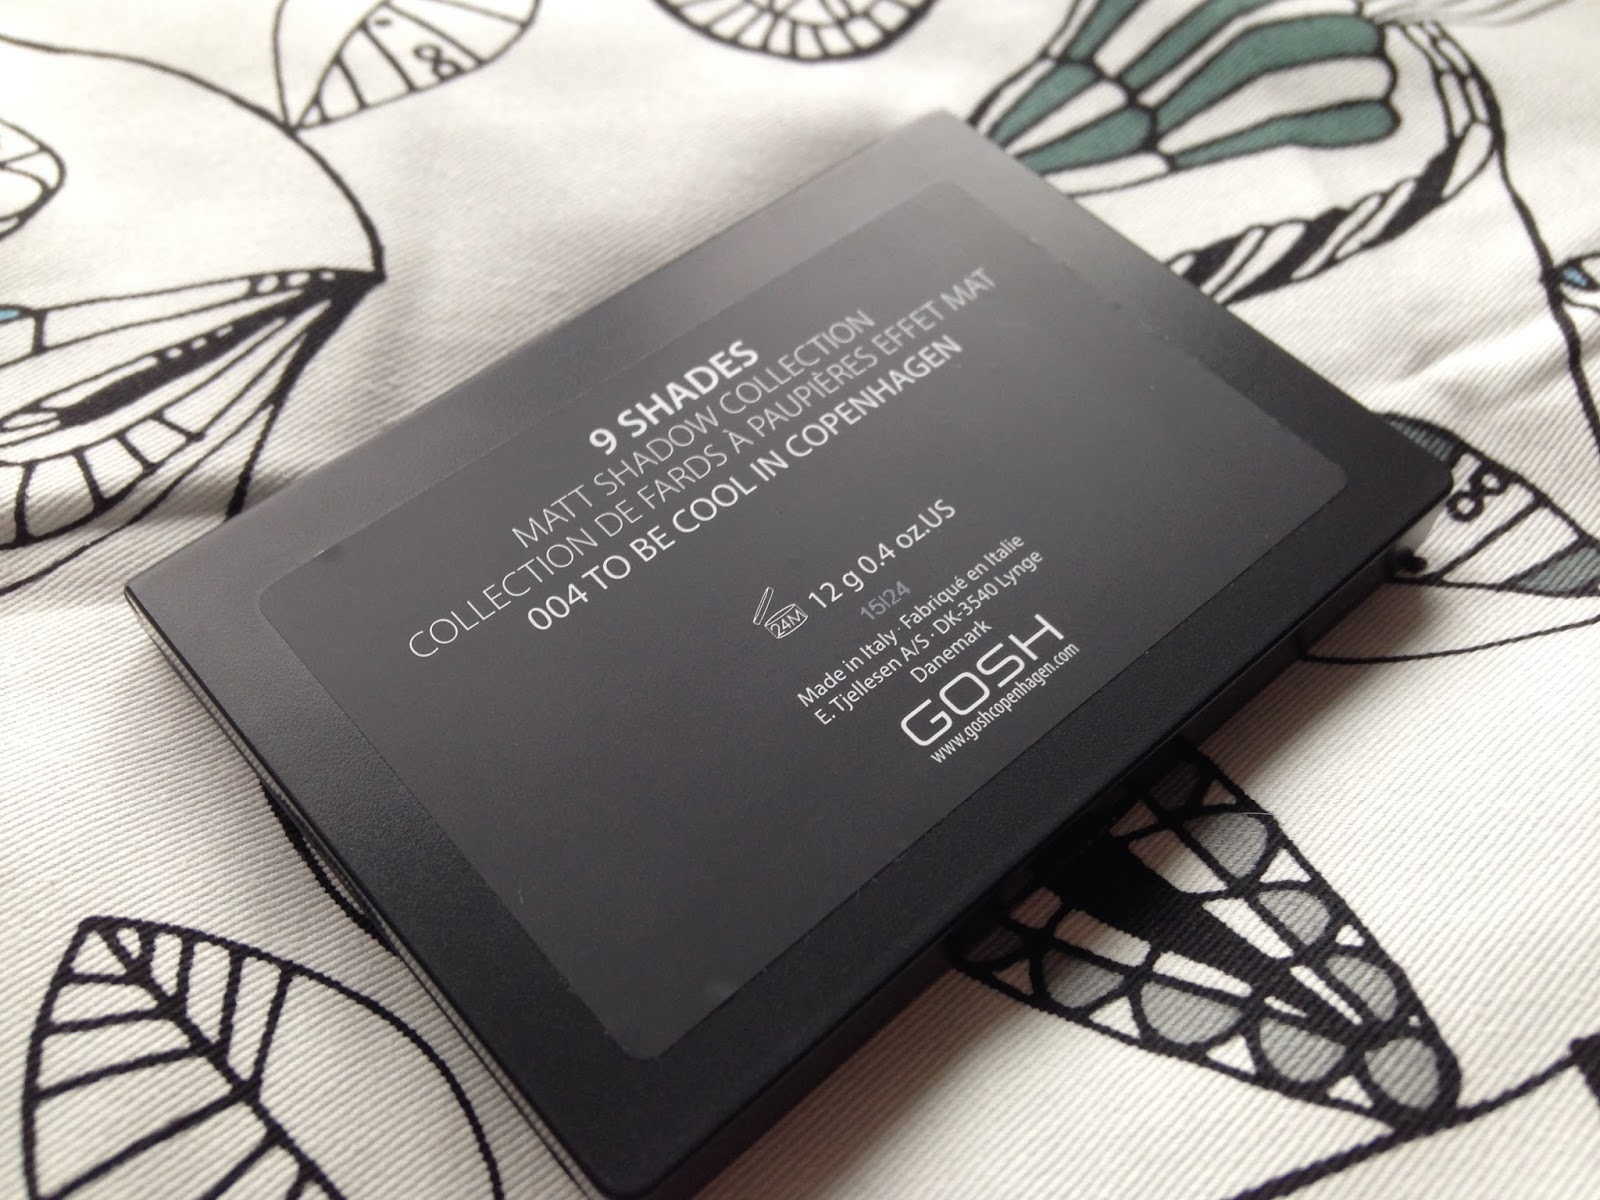 9 SHADES
MATT SHADOW COLLECTION
COLLECTION DE FARDS À PAUPIÈRES EFFET MAT
004 TO BE COOL IN COPENHAGEN
24M 12 g 0.4 oz.US
15I24
Made in Italy · Fabriqué en Italie
E. Tjellesen A/S · DK-3540 Lynge
Danemark
GOSH
www.goshcopenhagen.com